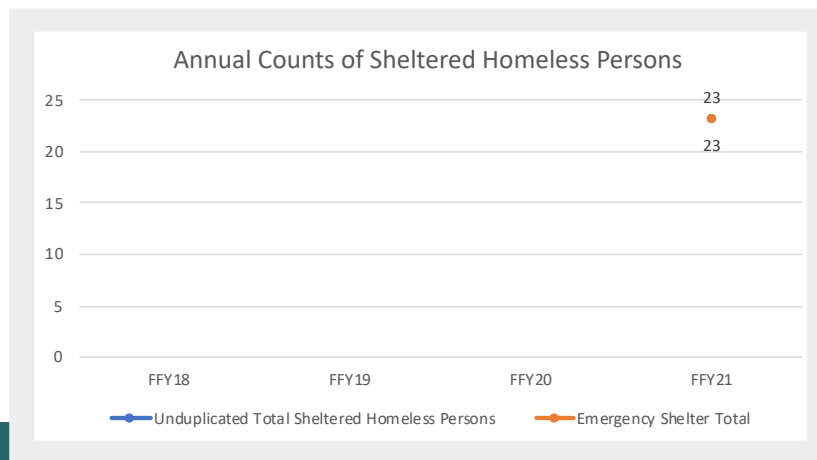 Annual Counts of Sheltered Homeless Persons
25
20
15
10
5
0
23
23
FFY18
FFY19
FFY20
FFY21
Unduplicated Total Sheltered Homeless Persons
Emergency Shelter Total